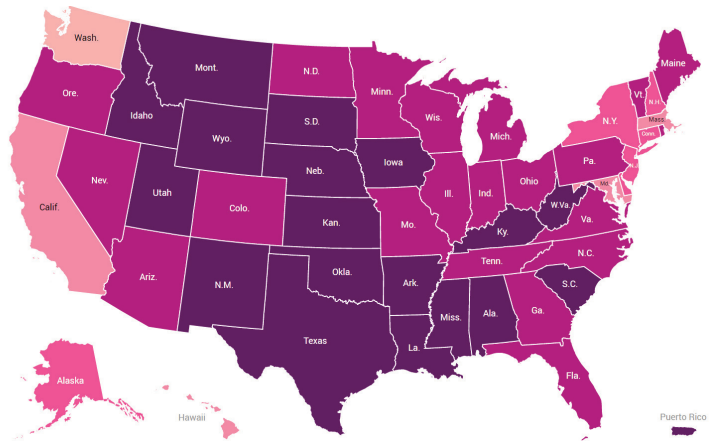 Wash.
Mont.
N.D.
Minn.
Maine
Ore.
Idaho
Wyo.
S.D.
Wis.
Mich.
N.Y.
Vt.
N.H.
Mass.
Conn.
Nev.
Utah
Colo.
Neb.
Iowa
Ill.
Ind.
Ohio
Pa.
N.J.
Md.
Calif.
Kan.
Mo.
Ky.
W.Va.
Va.
Ariz.
N.M.
Okla.
Ark.
Tenn.
N.C.
S.C.
Texas
La.
Miss.
Ala.
Ga.
Fla.
Alaska
Hawaii
Puerto Rico